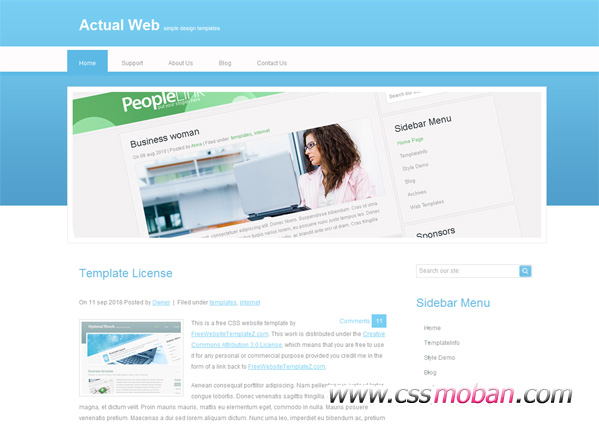 Actual Web simple design templates
Home Support About Us Blog Contact Us
PeopleLink
Search our
Business woman
On 08 aug 2010 | Posted by Anna | Filed under templates, internet
Sidebar Menu
Home Page
TemplateInfo
Style Demo
Blog
Archives
Web Templates
Sponsors
Template License
Search our site
On 11 sep 2016 Posted by Owner | Filed under templates, internet
Comments 11
This is a free CSS website template by
FreeWebsiteTemplateZ.com. This work is distributed under the Creative
Commons Attribution 3.0 License, which means that you are free to use
it for any personal or commercial purpose provided you credit me in the
form of a link back to FreeWebsiteTemplateZ.com.
Aenean consequat porttitor adipiscing. Nam pellentesque justo ut tortor
congue lobortis. Donec venenatis sagittis fringilla.
magna, et dictum velit. Proin mauris mauris, mattis eu elementum eget, commodo in nulla. Mauris posuere
venenatis pretium. Maecenas a dui sed lorem aliquam dictum. Nunc urna leo, imperdiet eu bibendum ac, pretium
Sidebar Menu
Home
TemplateInfo
Style Demo
Blog
www.cssmoban.com